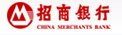 招商银行
CHINA MERCHANTS BANK